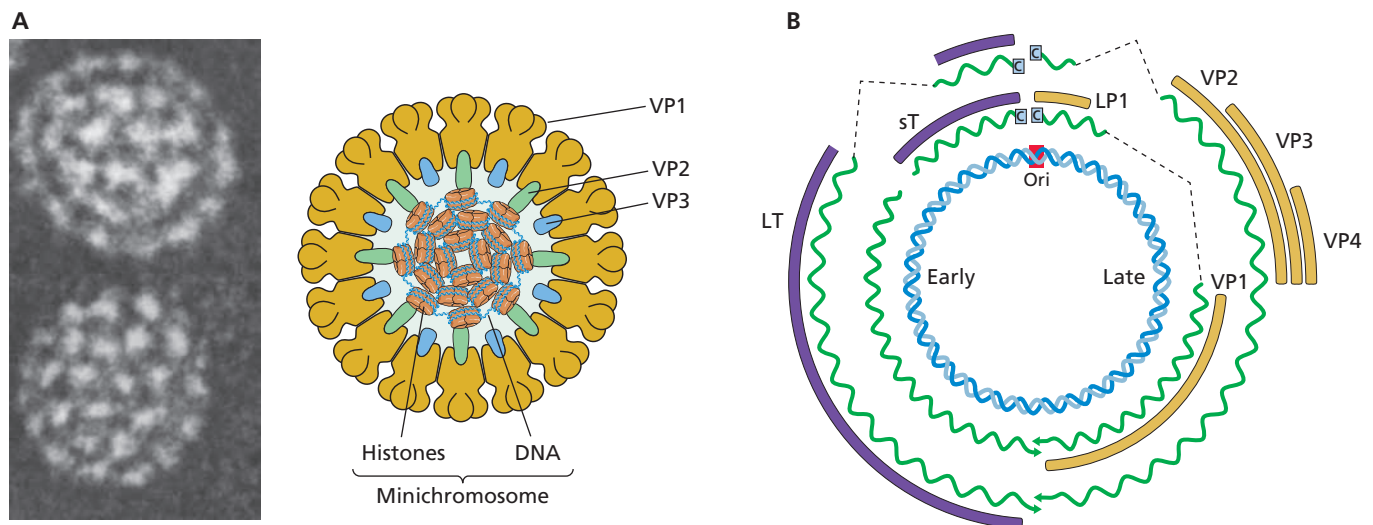 A
VP1
VP2
VP3
Histones
DNA
Minichromosome
B
C
C
VP2
LP1
sT
C
C
VP3
Ori
LT
VP4
Early
Late
VP1